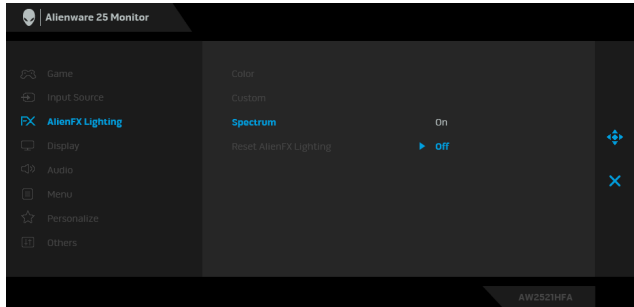 Alienware 25 Monitor
Game
Color
Input Source
Custom
FX AlienFX Lighting
Spectrum On
Display
Reset AlienFX Lighting Off
Audio
Menu
Personalize
Others
AW2521HFA